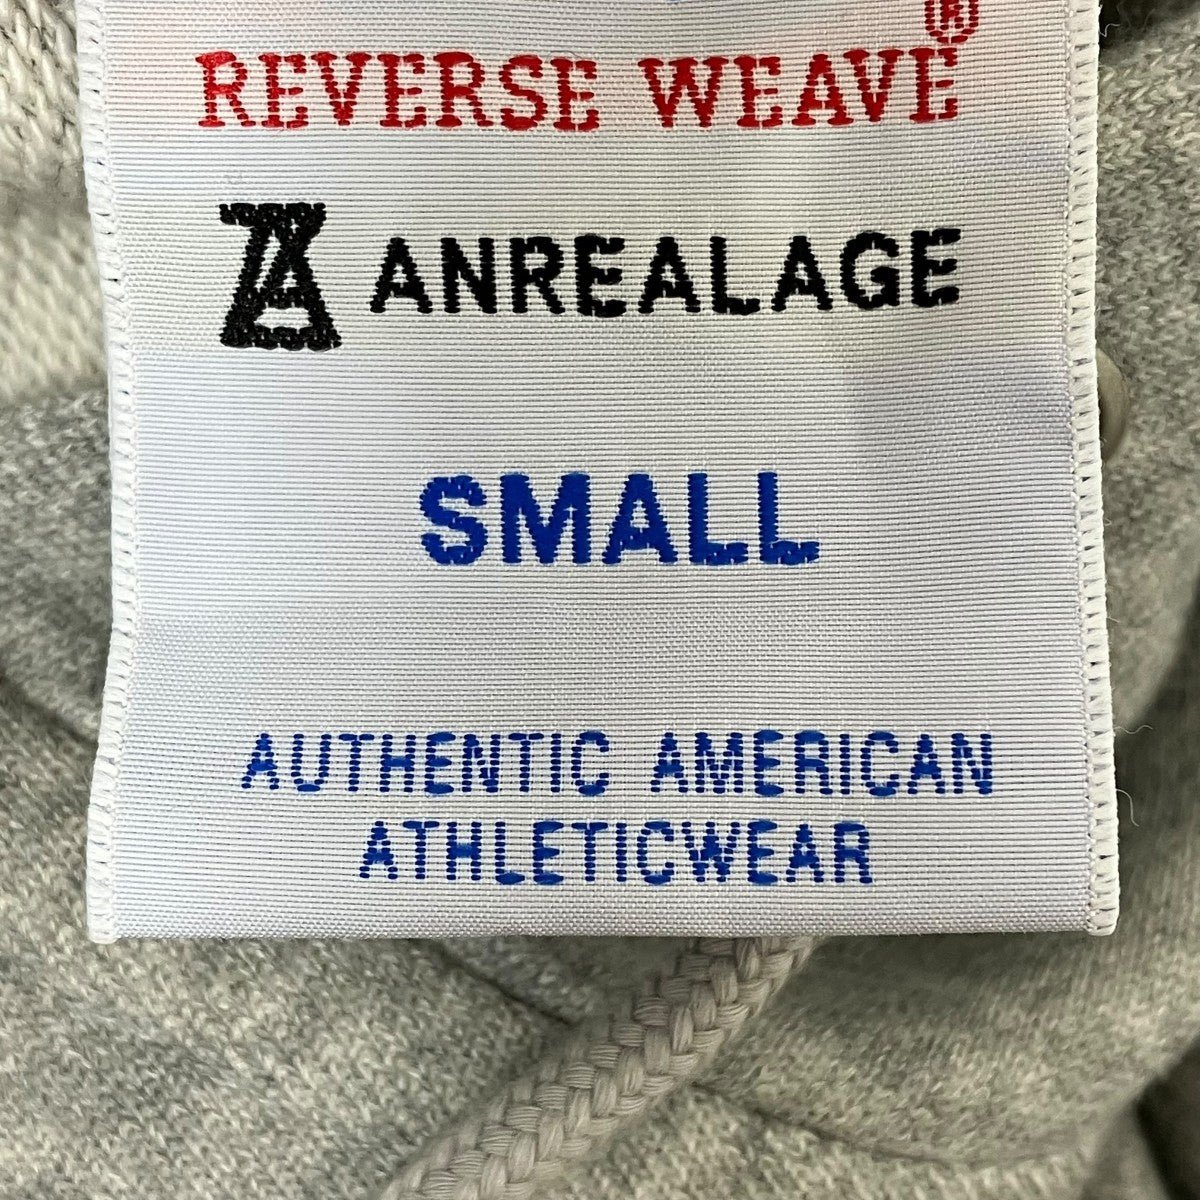 REVERSE WEAVE®
ANREALAGE
SMALL
AUTHENTIC AMERICAN
ATHLETICWEAR